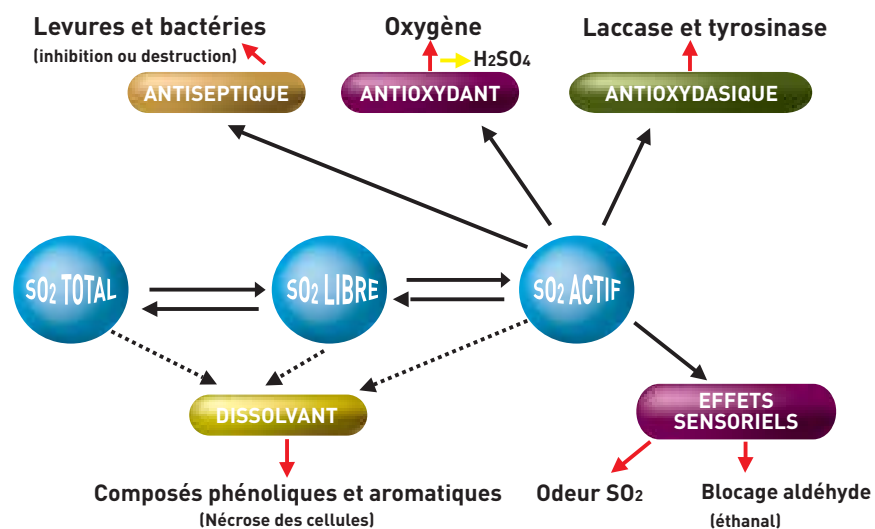 Levures et bactéries
(inhibition ou destruction)
Oxygène
H2SO4
Laccase et tyrosinase
ANTISEPTIQUE
ANTIOXYDANT
ANTIOXYDASIQUE
SO2 TOTAL
SO2 LIBRE
SO2 ACTIF
DISSOLVANT
EFFETS
SENSORIELS
Composés phénoliques et aromatiques
(Nécrose des cellules)
Odeur SO2
Blocage aldéhyde
(éthanal)